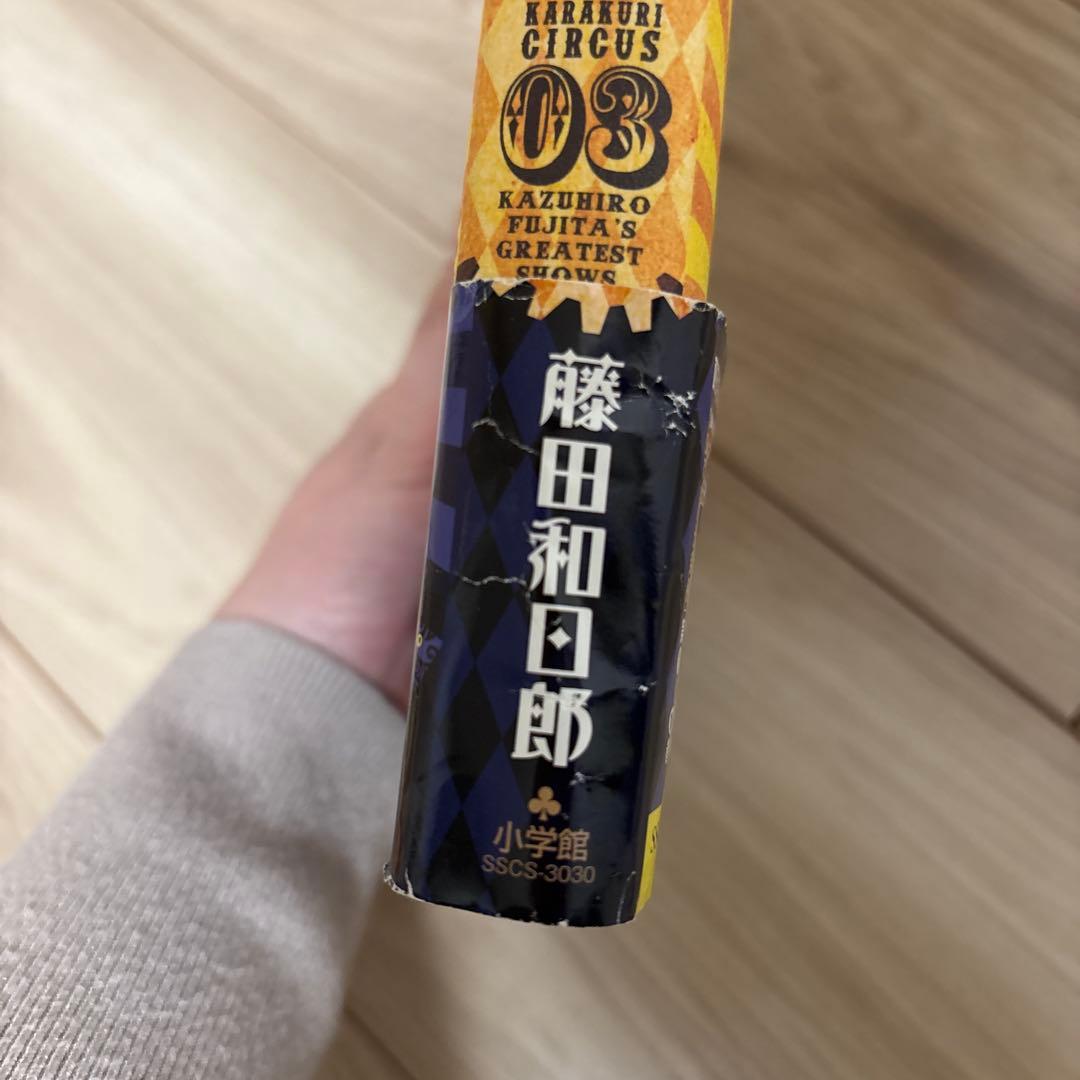 KARAKURI
CIRCUS
03
KAZUHIRO
FUJITA'S
GREATEST
SHOWS
藤田和日郎
小学館
SSCS-3030